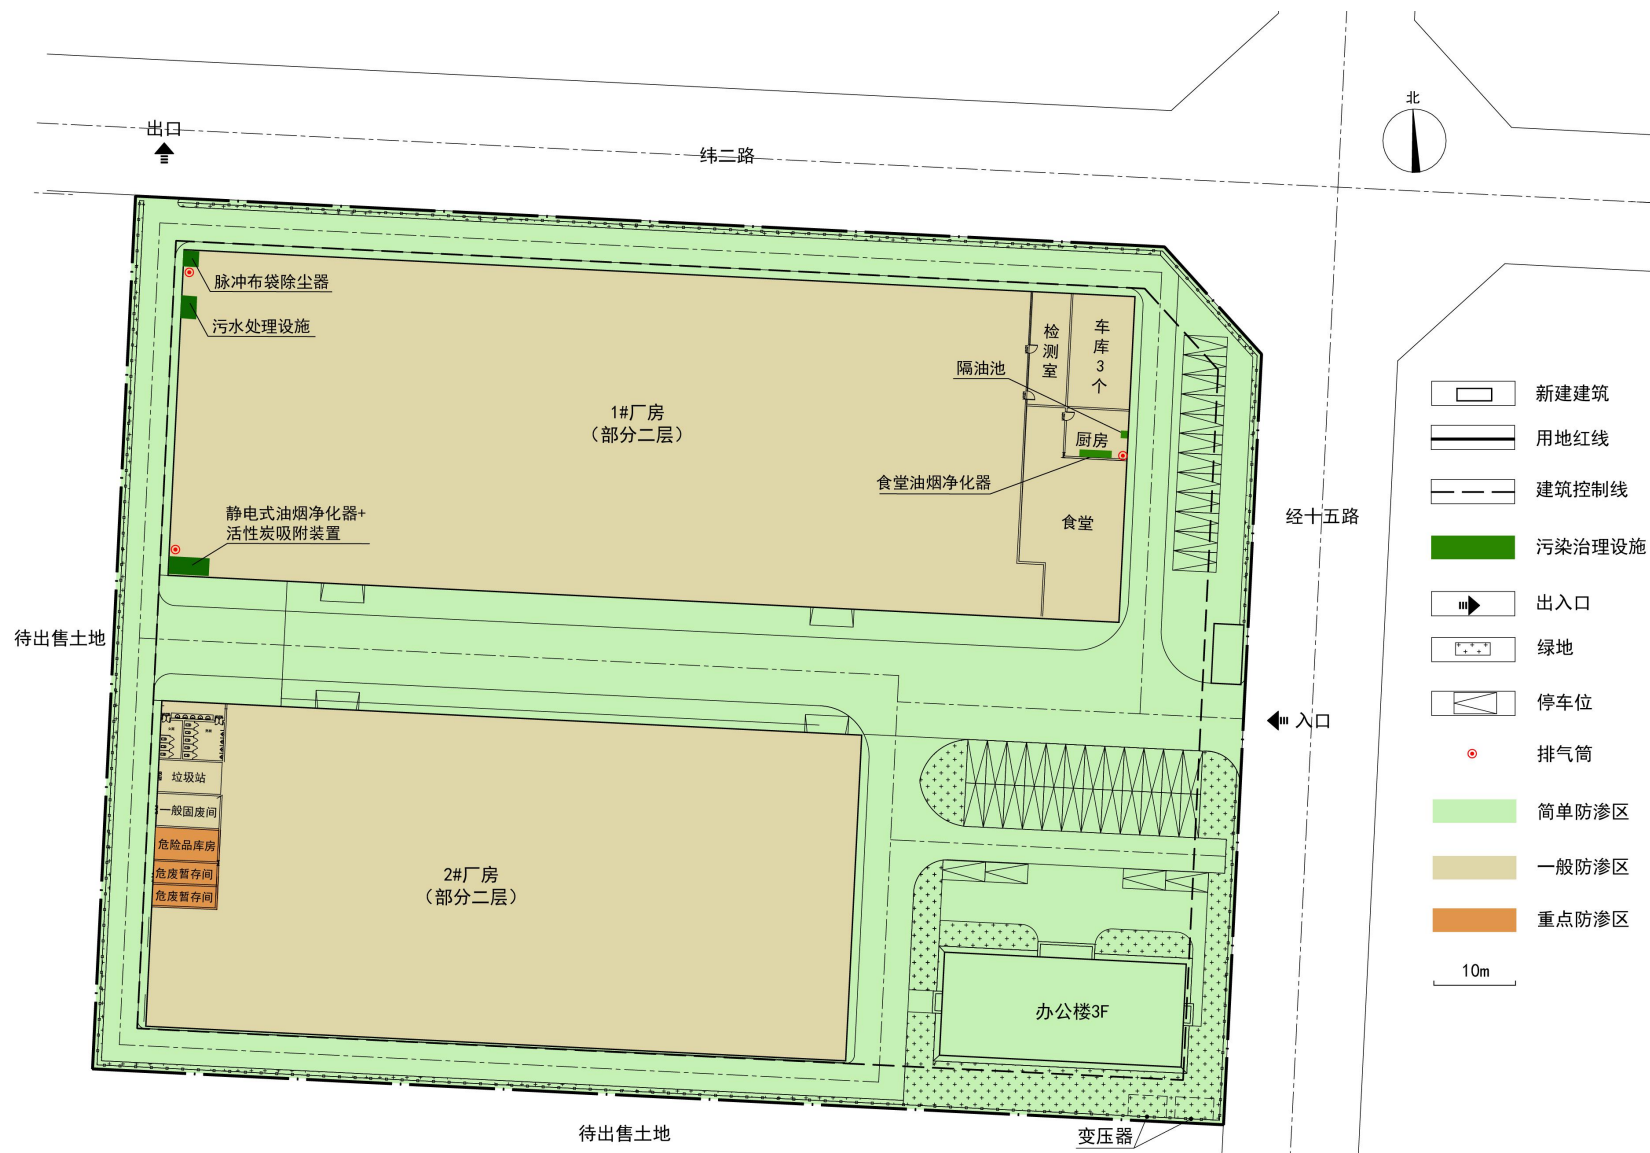 北
出口
纬二路
脉冲布袋除尘器
污水处理设施
检测室
车库3个
隔油池
1#厂房
（部分二层）
厨房
食堂油烟净化器
食堂
静电式油烟净化器+
活性炭吸附装置
经十五路
待出售土地
入口
垃圾站
一般固废间
危险品库房
危废暂存间
危废暂存间
2#厂房
（部分二层）
办公楼3F
变压器
待出售土地
新建建筑
用地红线
建筑控制线
污染治理设施
出入口
绿地
停车位
排气筒
简单防渗区
一般防渗区
重点防渗区
10m